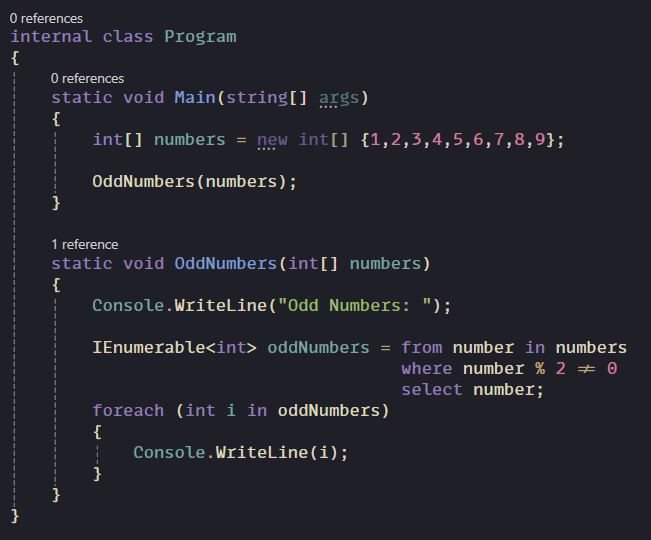 0 references
internal class Program
{
0 references
static void Main(string[] args)
{
int[] numbers = new int[] {1,2,3,4,5,6,7,8,9};
OddNumbers(numbers);
}
1 reference
static void OddNumbers(int[] numbers)
{
Console.WriteLine("Odd Numbers: ");
IEnumerable<int> oddNumbers = from number in numbers
where number % 2 != 0
select number;
foreach (int i in oddNumbers)
{
Console.WriteLine(i);
}
}
}